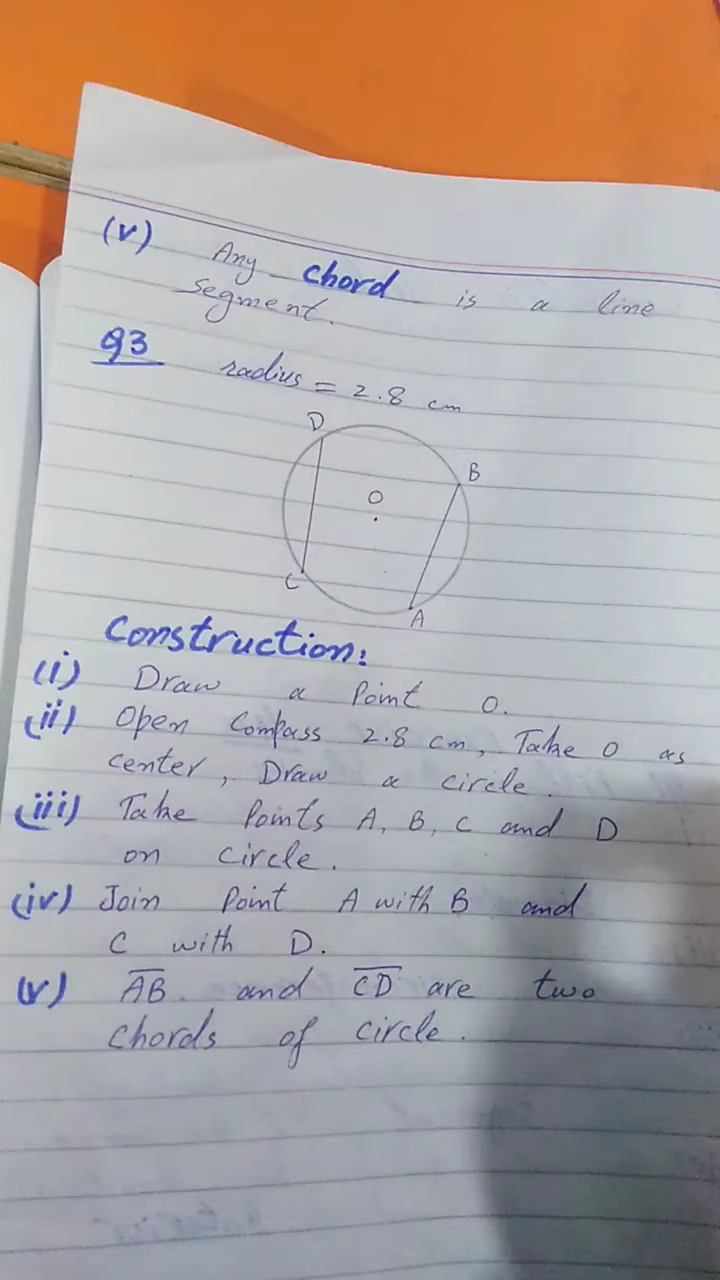 (v) Any chord is a line
segment.
Q3 radius = 2.8 cm
D
B
O
C
A
Construction:
(i) Draw a Point O.
(ii) Open Compass 2.8 cm, Take O as
center, Draw a circle.
(iii) Take Points A, B, C and D
on circle.
(iv) Join Point A with B and
C with D.
(v) A̅B̅. and C̅D̅ are two
chords of circle.